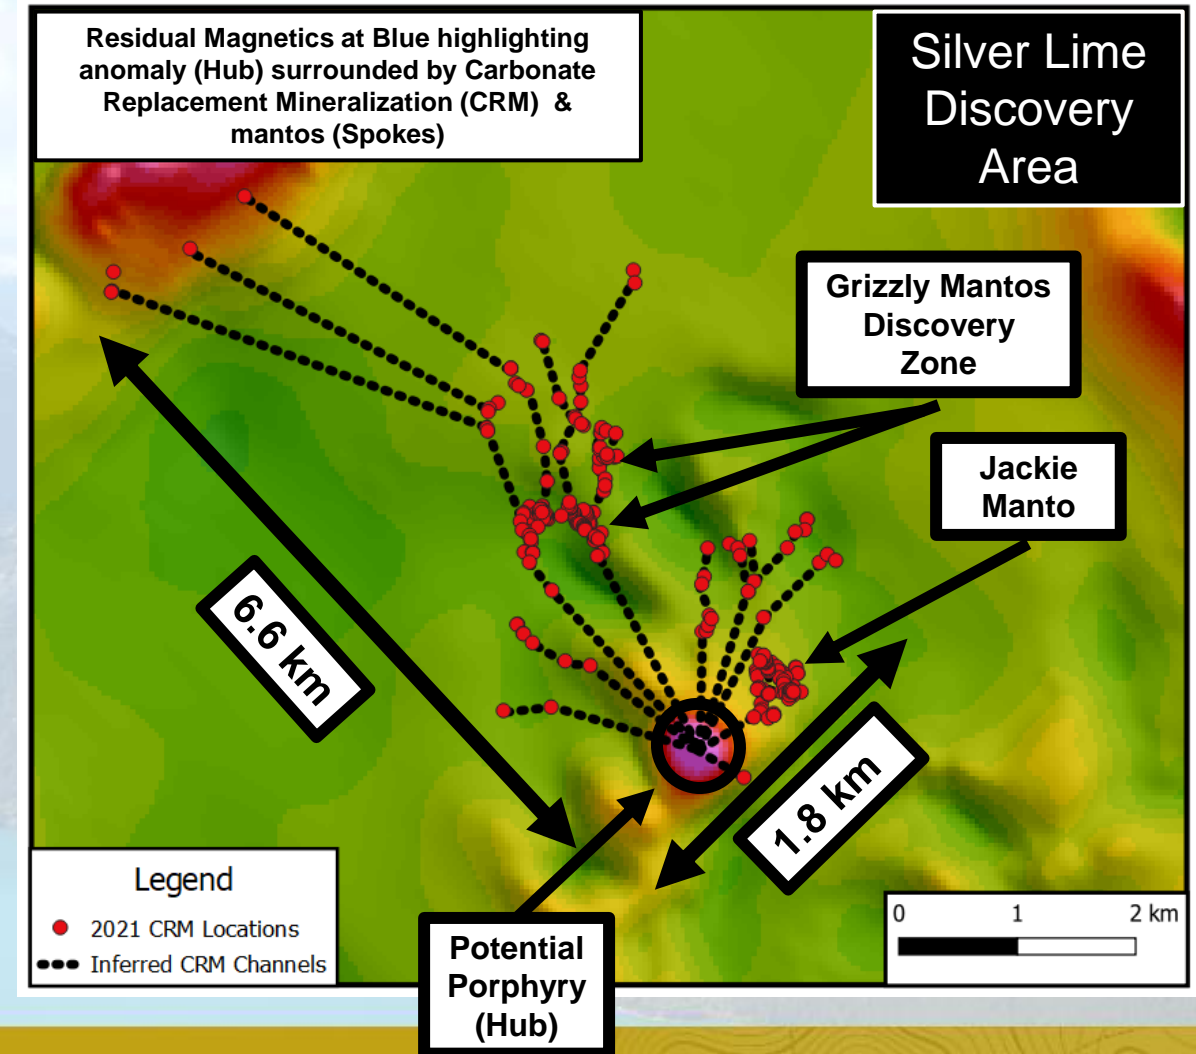 Residual Magnetics at Blue highlighting
anomaly (Hub) surrounded by Carbonate
Replacement Mineralization (CRM) &
mantos (Spokes)
Silver Lime
Discovery
Area
Grizzly Mantos
Discovery
Zone
Jackie
Manto
6.6 km
1.8 km
Potential
Porphyry
(Hub)
Legend
2021 CRM Locations
Inferred CRM Channels
0 1 2 km